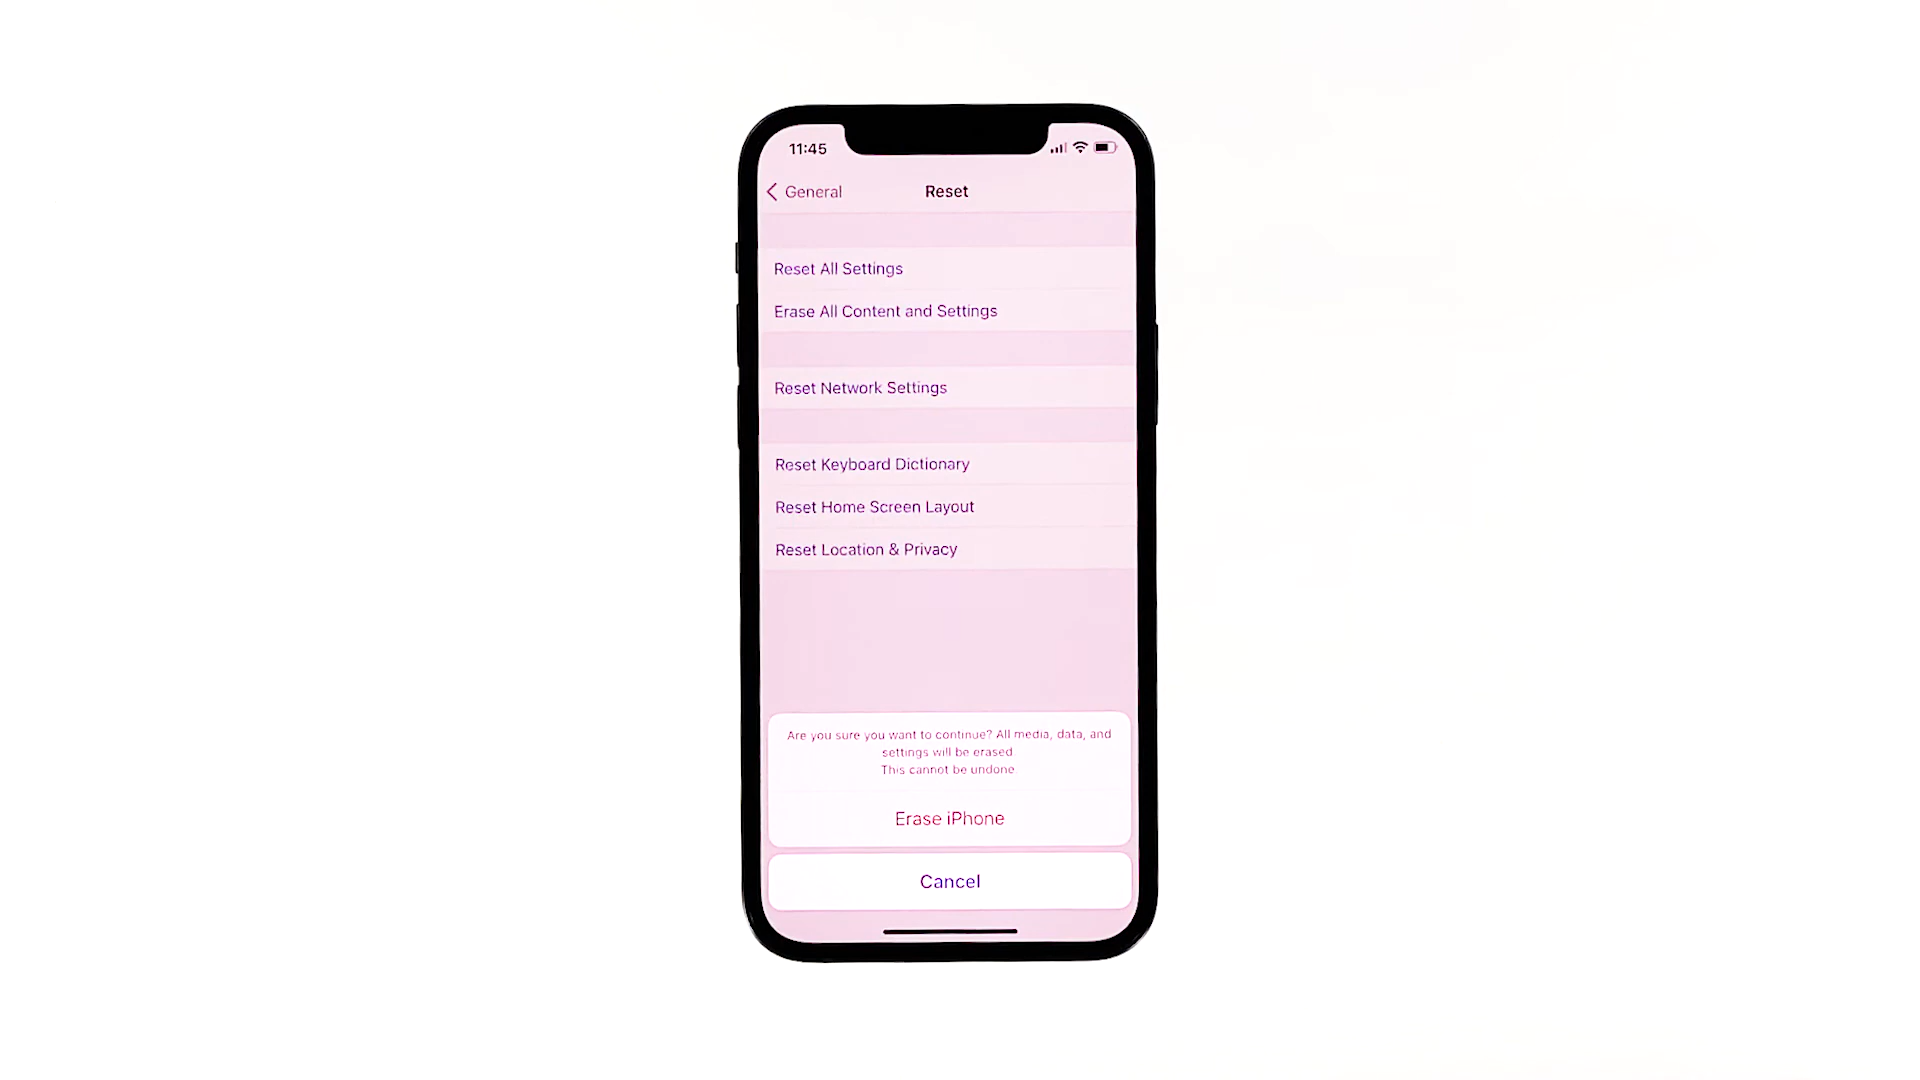 11:45
General
Reset
Reset All Settings
Erase All Content and Settings
Reset Network Settings
Reset Keyboard Dictionary
Reset Home Screen Layout
Reset Location & Privacy
Are you sure you want to continue? All media, data, and
settings will be erased.
This cannot be undone.
Erase iPhone
Cancel